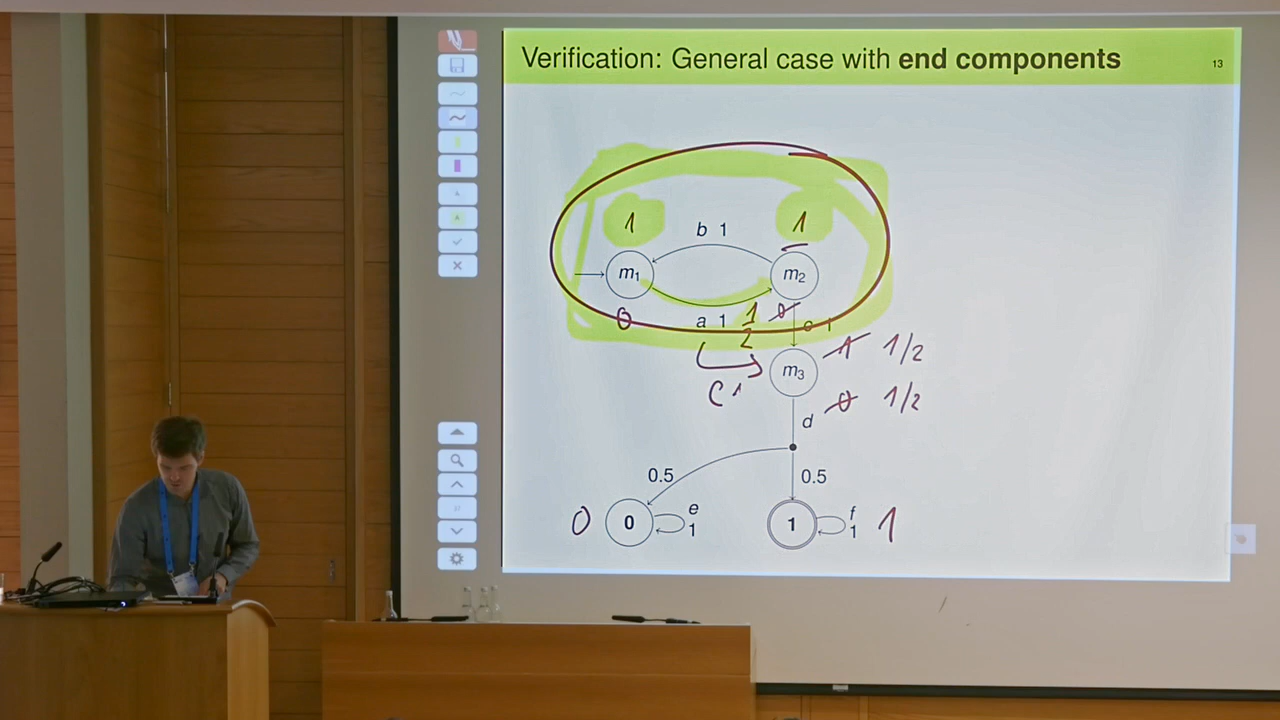 Verification: General case with end components
13
1
1
b 1
m1
m2
0
a 1
1/2
0
c 1
m3
1 1/2
C 1
0 1/2
d
0.5
0.5
0
0
e
1
1
f
1
1